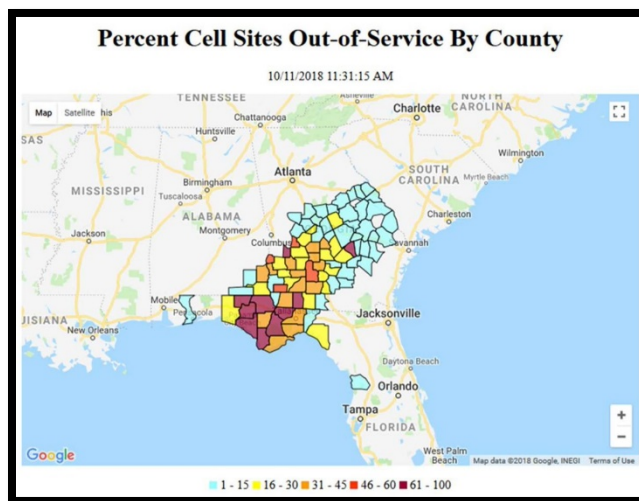 Percent Cell Sites Out-of-Service By County
10/11/2018 11:31:15 AM
Map Satellite
TENNESSEE
Asheville
Charlotte
NORTH
CAROLINA
Chattanooga
Huntsville
Wilmington
SOUTH
CAROLINA
Myrtle Beach
Atlanta
Birmingham
MISSISSIPPI
Tuscaloosa
ALABAMA
Charleston
Columbus
Montgomery
Jackson
Mobile
Jacksonville
New Orleans
Daytona Beach
Orlando
Tampa
FLORIDA
West Palm
Beach
Google
Map data ©2018 Google, INEGI Terms of Use
1 - 15 16 - 30 31 - 45 46 - 60 61 - 100